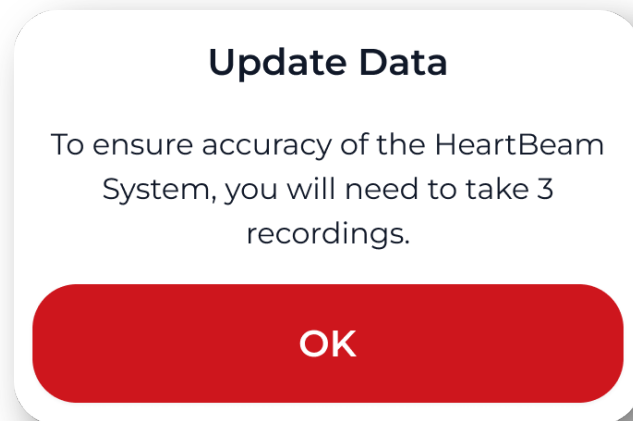 Update Data
To ensure accuracy of the HeartBeam
System, you will need to take 3
recordings.
OK